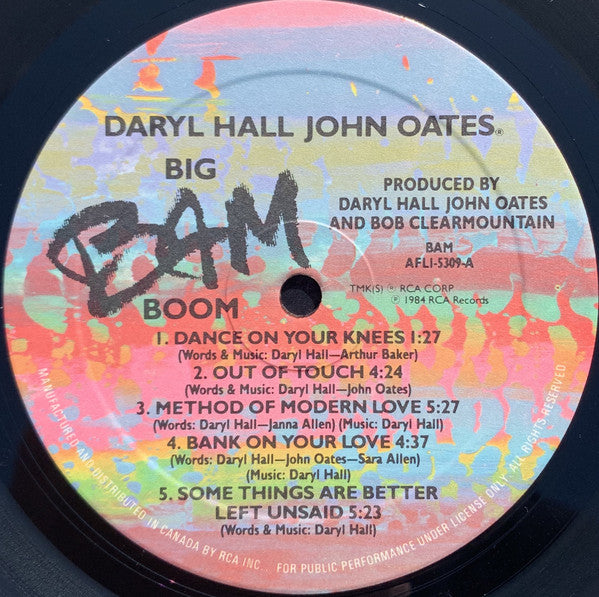 DARYL HALL JOHN OATES®
BIG
BAM
BOOM
PRODUCED BY
DARYL HALL JOHN OATES
AND BOB CLEARMOUNTAIN
BAM
AFL1-5309-A
TMK(S) ® RCA CORP
℗ 1984 RCA Records
1. DANCE ON YOUR KNEES 1:27
(Words & Music: Daryl Hall—Arthur Baker)
2. OUT OF TOUCH 4:24
(Words & Music: Daryl Hall—John Oates)
3. METHOD OF MODERN LOVE 5:27
(Words: Daryl Hall—Janna Allen) (Music: Daryl Hall)
4. BANK ON YOUR LOVE 4:37
(Words: Daryl Hall—John Oates—Sara Allen)
(Music: Daryl Hall)
5. SOME THINGS ARE BETTER
LEFT UNSAID 5:23
(Words & Music: Daryl Hall)
MANUFACTURED AND DISTRIBUTED IN CANADA BY RCA INC... FOR PUBLIC PERFORMANCE UNDER LICENSE ONLY. ALL RIGHTS RESERVED